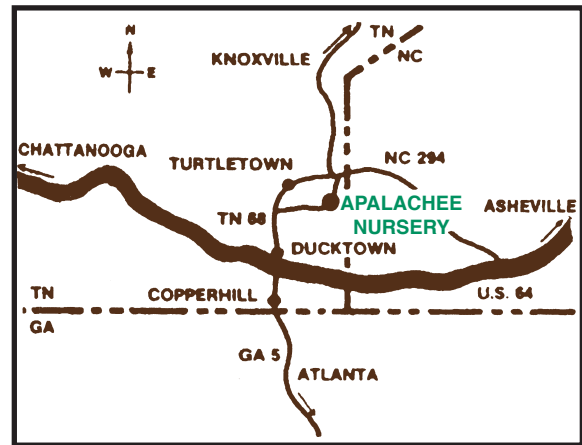 N
W E
KNOXVILLE
TN
NC
CHATTANOOGA
TURTLETOWN
NC 294
APALACHEE
NURSERY
ASHEVILLE
TN 68
DUCKTOWN
COPPERHILL
U.S. 64
TN
GA
GA 5
ATLANTA